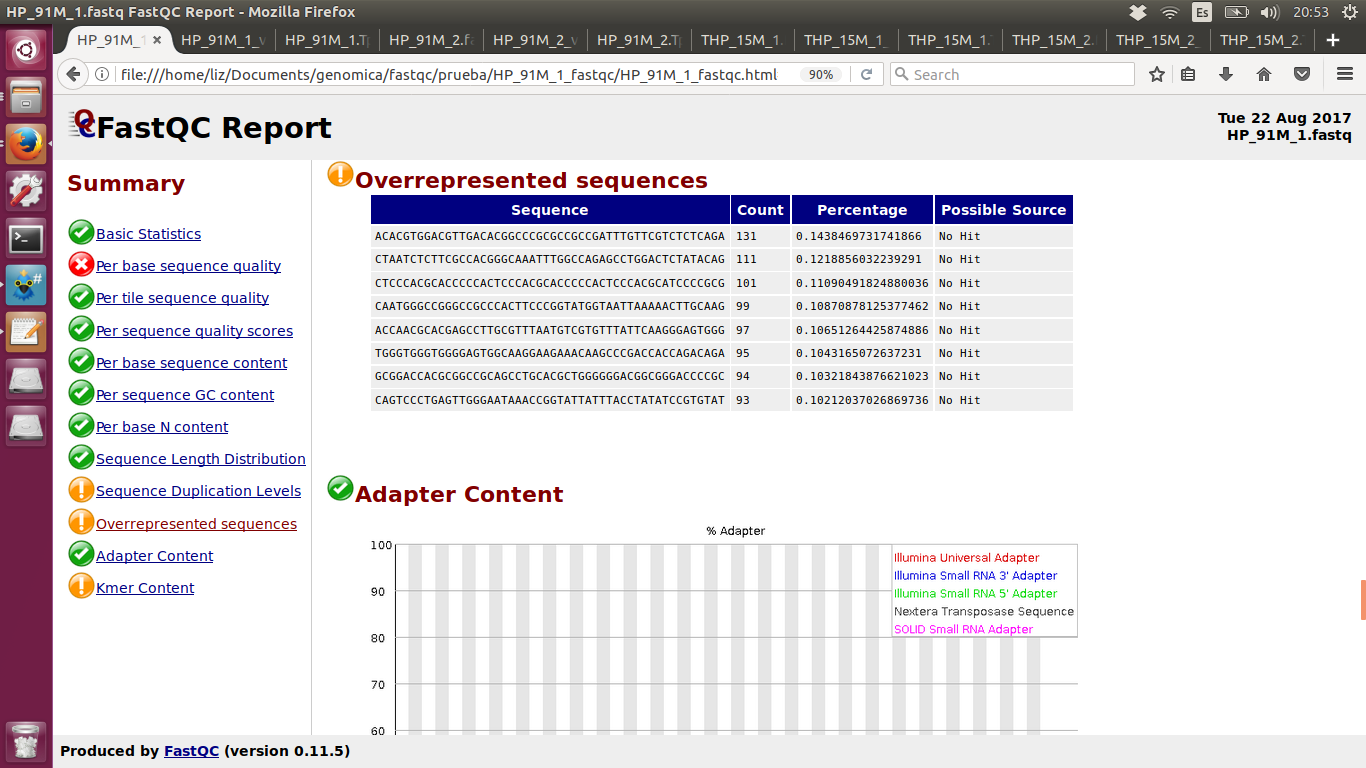 HP_91M_1.fastq FastQC Report - Mozilla Firefox
Es
20:53
HP_91M_1
HP_91M_1_v
HP_91M_1.Tp
HP_91M_2.fa
HP_91M_2_v
HP_91M_2.Tp
THP_15M_1.
THP_15M_1_
THP_15M_1.
THP_15M_2.
THP_15M_2_
THP_15M_2.
file:///home/liz/Documents/genomica/fastqc/prueba/HP_91M_1_fastqc/HP_91M_1_fastqc.html
90%
Search
FastQC Report
Tue 22 Aug 2017
HP_91M_1.fastq
Summary
Basic Statistics
Per base sequence quality
Per tile sequence quality
Per sequence quality scores
Per base sequence content
Per sequence GC content
Per base N content
Sequence Length Distribution
Sequence Duplication Levels
Overrepresented sequences
Adapter Content
Kmer Content
Overrepresented sequences
Sequence Count Percentage Possible Source
ACACGTGGACGTTGACACGGCCCGCGCCGCCGATTTGTTCGTCTCTCAGA 131 0.1438469731741866 No Hit
CTAATCTCTTCGCCACGGGCAAATTTGGCCAGAGCCTGGACTCTATACAG 111 0.1218856032239291 No Hit
CTCCCACGCACCCCCACTCCCACGCACCCCCACTCCCACGCATCCCCGCG 101 0.11090491824880036 No Hit
CAATGGGCCGGCGCGCCCACTTCCCGGTATGGTAATTAAAAACTTGCAAG 99 0.10870878125377462 No Hit
ACCAACGCACGAGCCTTGCGTTTAATGTCGTGTTTATTCAAGGGAGTGGG 97 0.10651264425874886 No Hit
TGGGTGGGTGGGGAGTGGCAAGGAAGAAACAAGCCCGACCACCAGACAGA 95 0.1043165072637231 No Hit
GCGGACCACGCGGCCGCAGCCTGCACGCTGGGGGGACGGCGGGACCCCGC 94 0.10321843876621023 No Hit
CAGTCCCTGAGTTGGGAATAAACCGGTATTATTTACCTATATCCGTGTAT 93 0.10212037026869736 No Hit
Adapter Content
% Adapter
100
90
80
70
60
Illumina Universal Adapter
Illumina Small RNA 3' Adapter
Illumina Small RNA 5' Adapter
Nextera Transposase Sequence
SOLID Small RNA Adapter
Produced by FastQC (version 0.11.5)